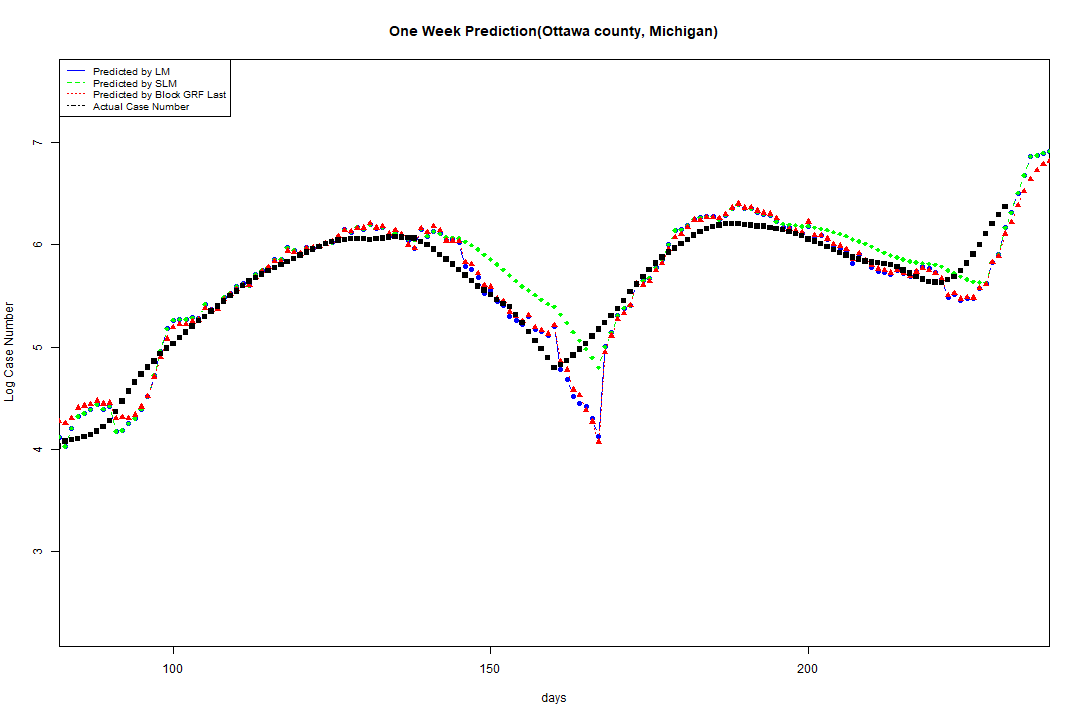 One Week Prediction(Ottawa county, Michigan)
Predicted by LM
Predicted by SLM
Predicted by Block GRF Last
Actual Case Number
7
6
5
4
3
Log Case Number
100
150
200
days